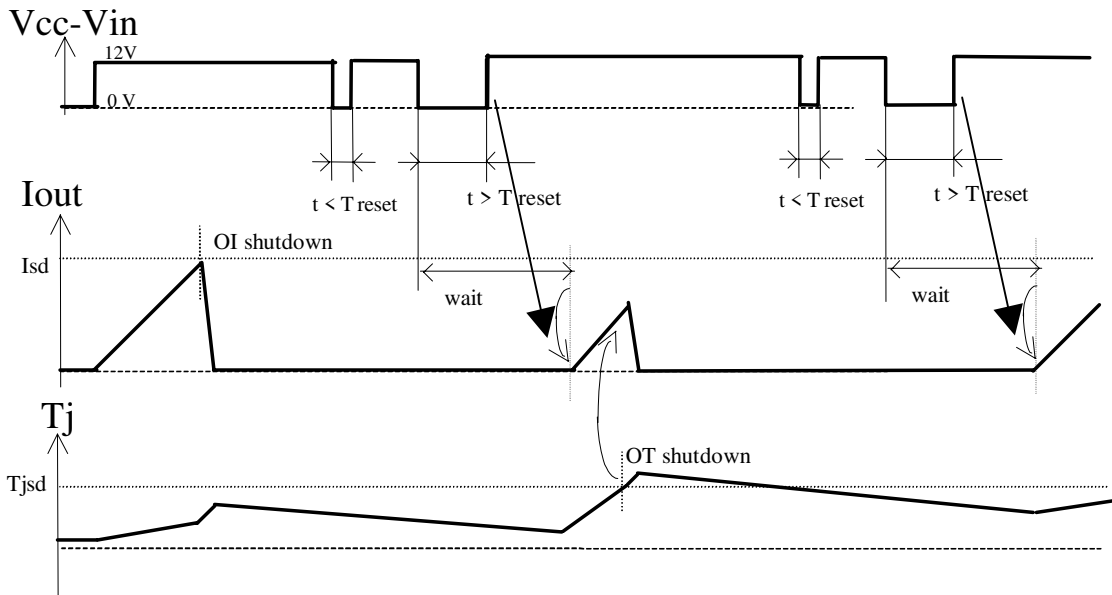 Vcc-Vin
12V
0 V
t < T reset
t > T reset
t < T reset
t > T reset
Iout
OI shutdown
Isd
wait
wait
Tj
OT shutdown
Tjsd